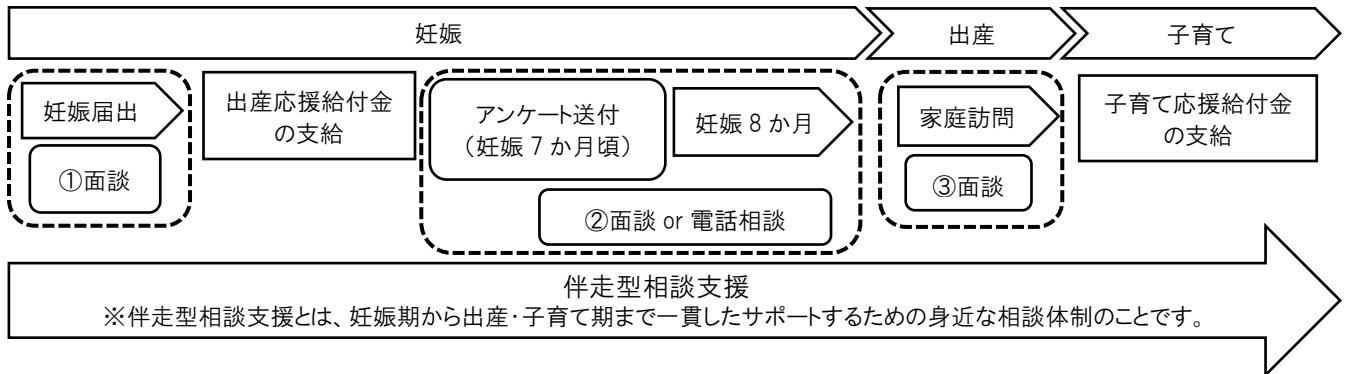 妊娠
出産
子育て
妊娠届出
①面談
出産応援給付金
の支給
アンケート送付
（妊娠７か月頃）
妊娠８か月
②面談 or 電話相談
家庭訪問
③面談
子育て応援給付金
の支給
伴走型相談支援
※伴走型相談支援とは、妊娠期から出産･子育て期まで一貫したサポートするための身近な相談体制のことです。